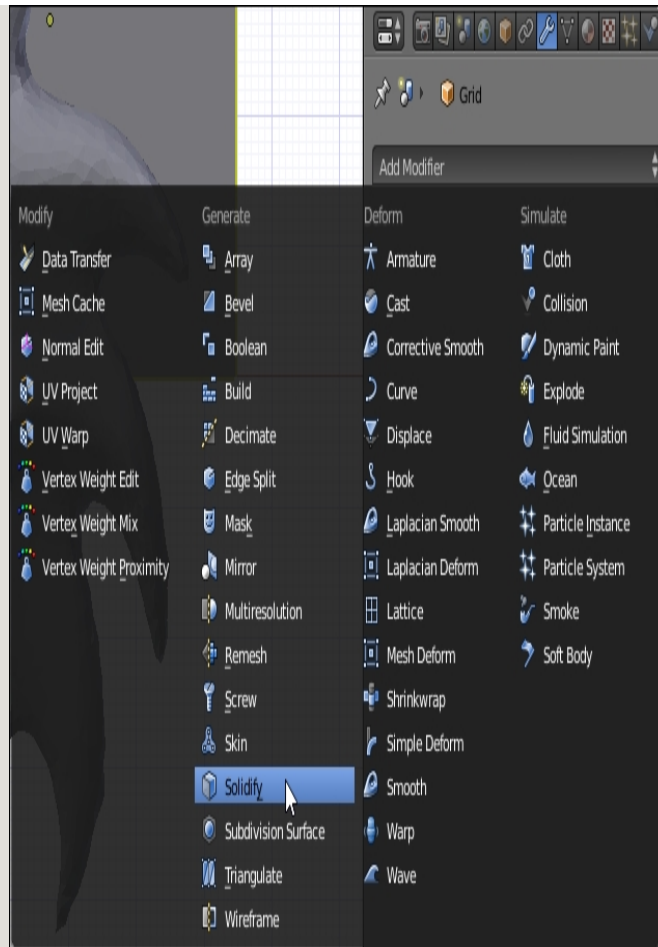 Grid
Add Modifier
Modify
Data Transfer
Mesh Cache
Normal Edit
UV Project
UV Warp
Vertex Weight Edit
Vertex Weight Mix
Vertex Weight Proximity
Generate
Array
Bevel
Boolean
Build
Decimate
Edge Split
Mask
Mirror
Multiresolution
Remesh
Screw
Skin
Solidify
Subdivision Surface
Triangulate
Wireframe
Deform
Armature
Cast
Corrective Smooth
Curve
Displace
Hook
Laplacian Smooth
Laplacian Deform
Lattice
Mesh Deform
Shrinkwrap
Simple Deform
Smooth
Warp
Wave
Simulate
Cloth
Collision
Dynamic Paint
Explode
Fluid Simulation
Ocean
Particle Instance
Particle System
Smoke
Soft Body